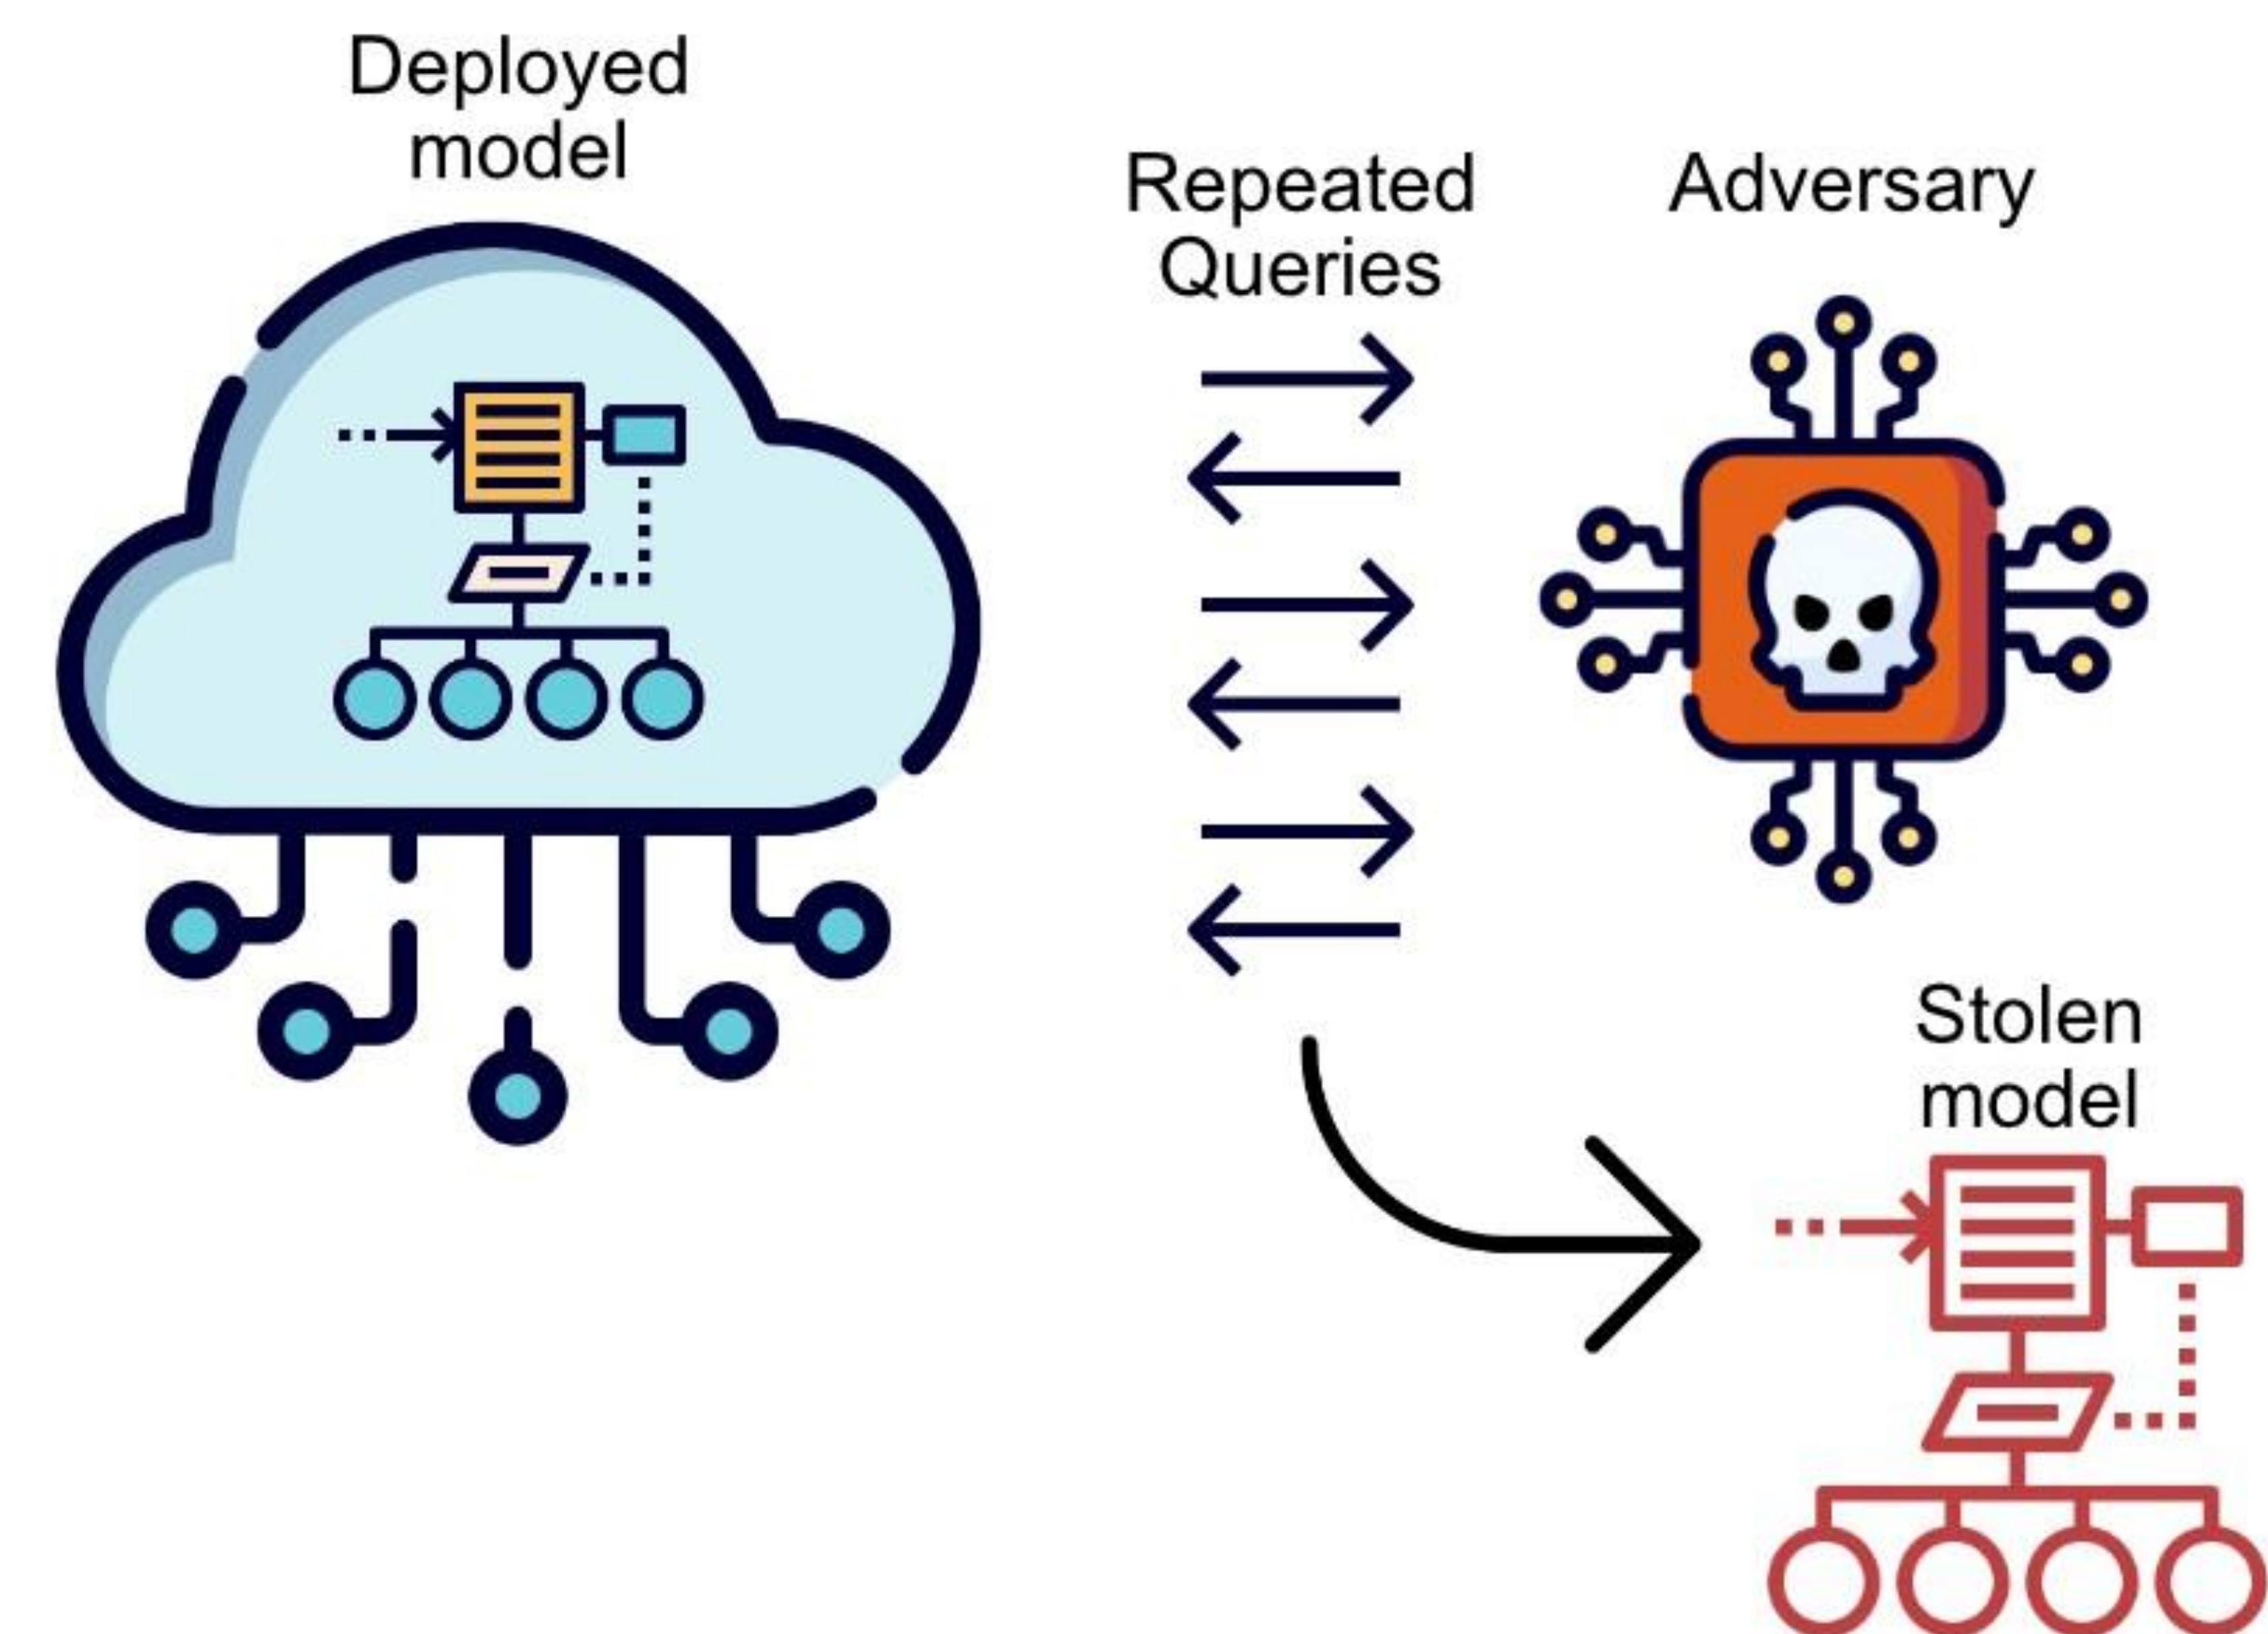 Deployed
model
Repeated
Queries
Adversary
Stolen
model